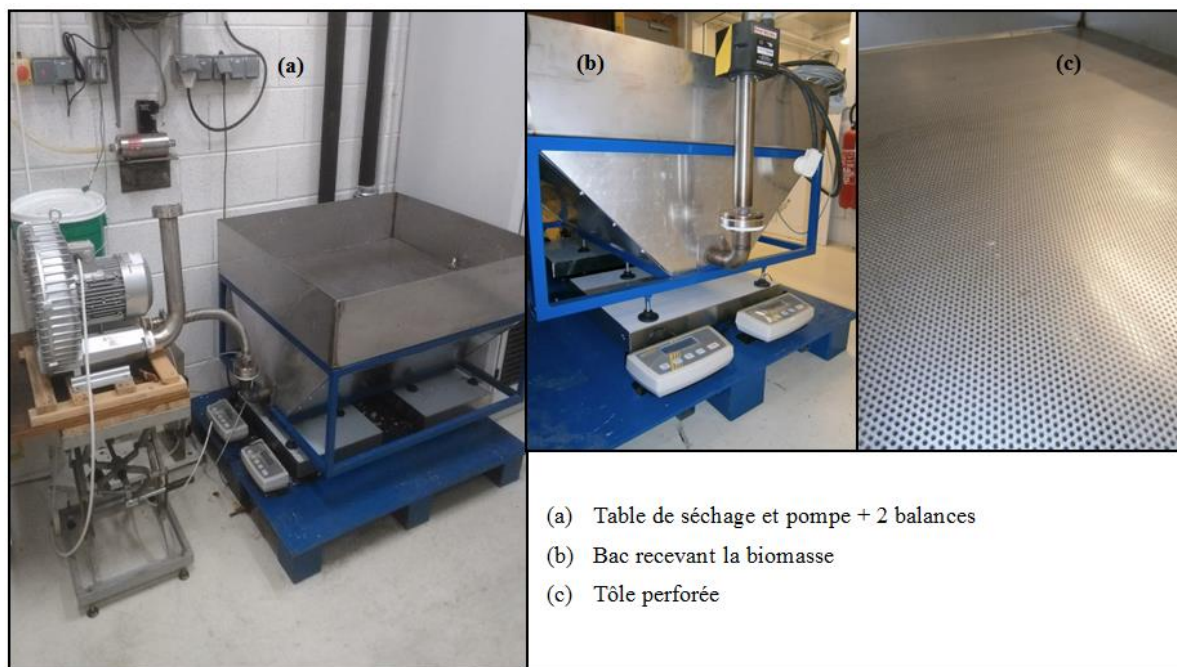 (a)
(b)
(c)
(a) Table de séchage et pompe + 2 balances
(b) Bac recevant la biomasse
(c) Tôle perforée